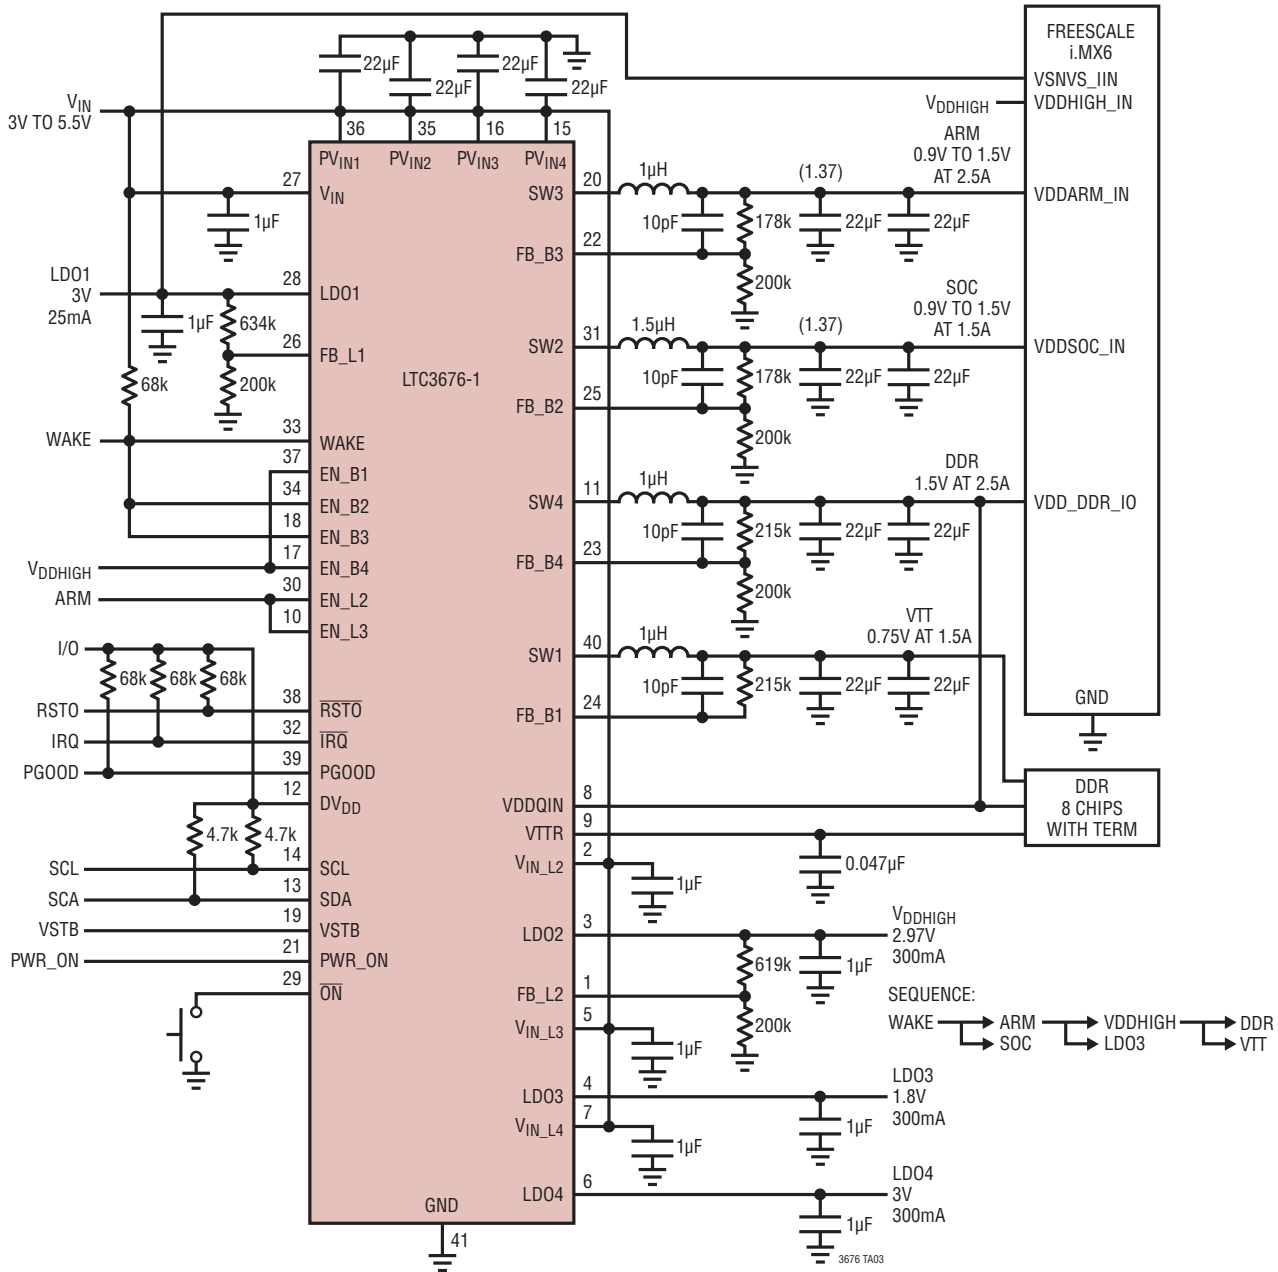 FREESCALE
i.MX6
VSNVS_IIN
VDDHIGH VDDHIGH_IN
22µF 22µF
22µF 22µF
VIN
3V TO 5.5V
36 35 16 15
PVIN1 PVIN2 PVIN3 PVIN4
ARM
0.9V TO 1.5V
AT 2.5A
27 VIN
1µF
SW3 20 1µH (1.37) VDDARM_IN
10pF 178k 22µF 22µF
FB_B3 22
200k
LDO1
3V
25mA
28 LDO1
1µF 634k
26 FB_L1
68k 200k
LTC3676-1
SOC
0.9V TO 1.5V
AT 1.5A
SW2 31 1.5µH (1.37) VDDSOC_IN
10pF 178k 22µF 22µF
FB_B2 25
200k
WAKE 33 WAKE
37 EN_B1
34 EN_B2
18 EN_B3
VDDHIGH 17 EN_B4
ARM 30 EN_L2
10 EN_L3
DDR
1.5V AT 2.5A
SW4 11 1µH VDD_DDR_IO
10pF 215k 22µF 22µF
FB_B4 23
200k
VTT
0.75V AT 1.5A
SW1 40 1µH
10pF 215k 22µF 22µF
FB_B1 24
GND
I/O
68k 68k 68k
RSTO 38 RSTO
IRQ 32 IRQ
PGOOD 39 PGOOD
12 DVDD
4.7k 4.7k
SCL 14 SCL
SCA 13 SDA
VSTB 19 VSTB
PWR_ON 21 PWR_ON
29 ON
DDR
8 CHIPS
WITH TERM
VDDQIN 8
VTTR 9
0.047µF
VIN_L2 2
1µF
LDO2 3
VDDHIGH
2.97V
300mA
619k 1µF
FB_L2 1
200k
VIN_L3 5
1µF
SEQUENCE:
WAKE ARM VDDHIGH DDR
SOC LDO3 VTT
LDO3 4
LDO3
1.8V
300mA
1µF
VIN_L4 7
1µF
LDO4 6
LDO4
3V
300mA
1µF
GND
41
3676 TA03